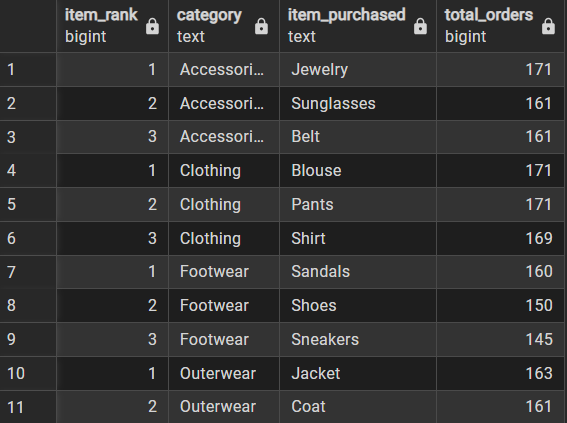 item_rank category item_purchased total_orders
bigint text text bigint
1 1 Accessori... Jewelry 171
2 2 Accessori... Sunglasses 161
3 3 Accessori... Belt 161
4 1 Clothing Blouse 171
5 2 Clothing Pants 171
6 3 Clothing Shirt 169
7 1 Footwear Sandals 160
8 2 Footwear Shoes 150
9 3 Footwear Sneakers 145
10 1 Outerwear Jacket 163
11 2 Outerwear Coat 161